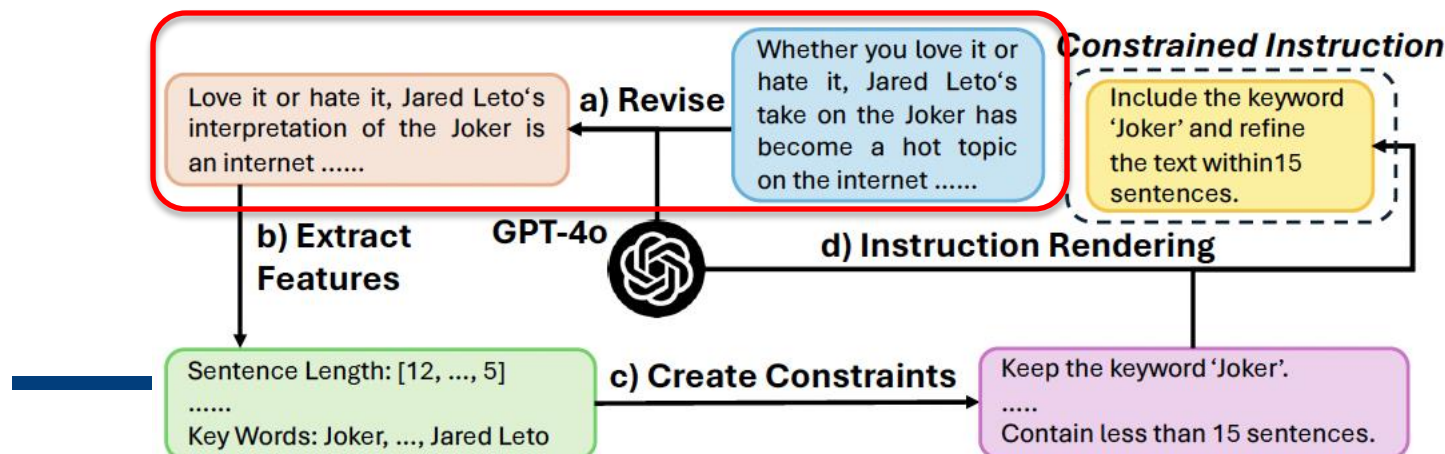 Constrained Instruction
Whether you love it or
hate it, Jared Leto's
take on the Joker has
become a hot topic
on the internet ......
a) Revise
Love it or hate it, Jared Leto‘s
interpretation of the Joker is
an internet ......
Include the keyword
‘Joker’ and refine
the text within15
sentences.
b) Extract
Features
GPT-4o
d) Instruction Rendering
Sentence Length: [12, ..., 5]
......
Key Words: Joker, ..., Jared Leto
c) Create Constraints
Keep the keyword ‘Joker’.
.....
Contain less than 15 sentences.